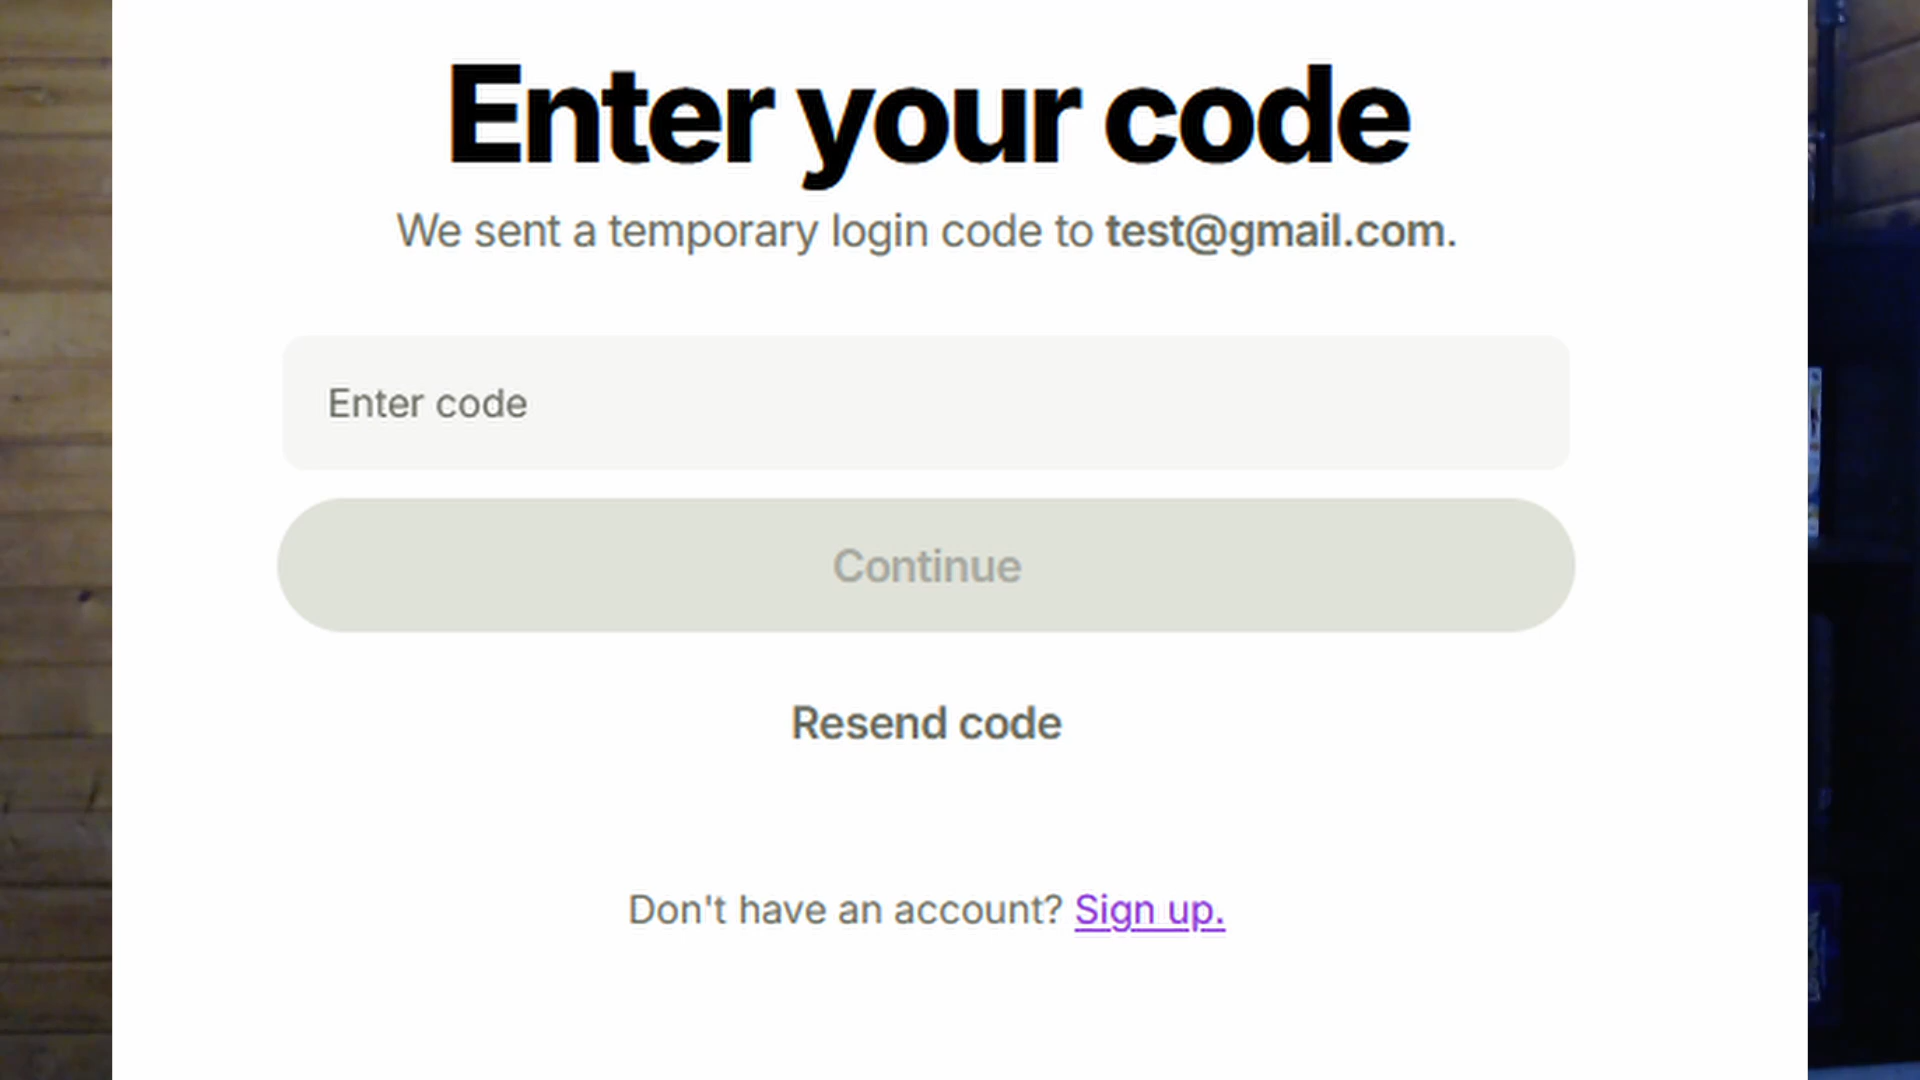 Enter your code
We sent a temporary login code to test@gmail.com.
Enter code
Continue
Resend code
Don't have an account? Sign up.